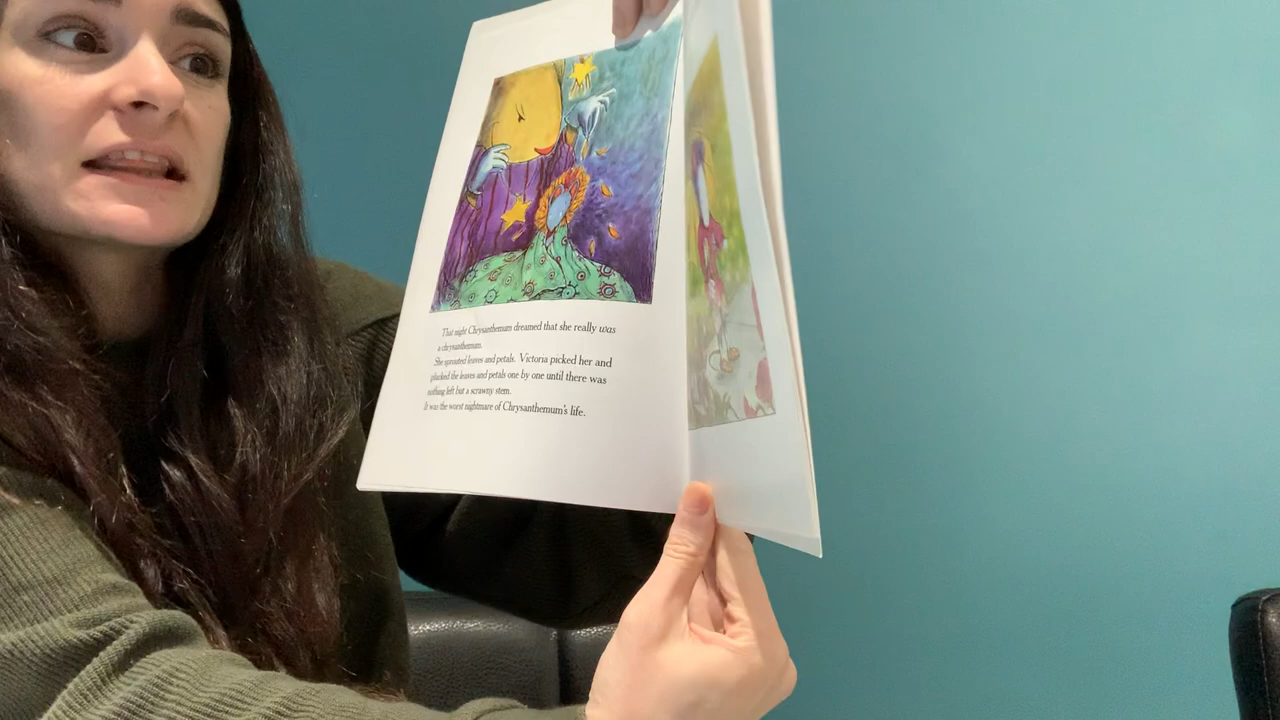 That night Chrysanthemum dreamed that she really was
a chrysanthemum.
She sprouted leaves and petals. Victoria picked her and
plucked the leaves and petals one by one until there was
nothing left but a scrawny stem.
It was the worst nightmare of Chrysanthemum's life.